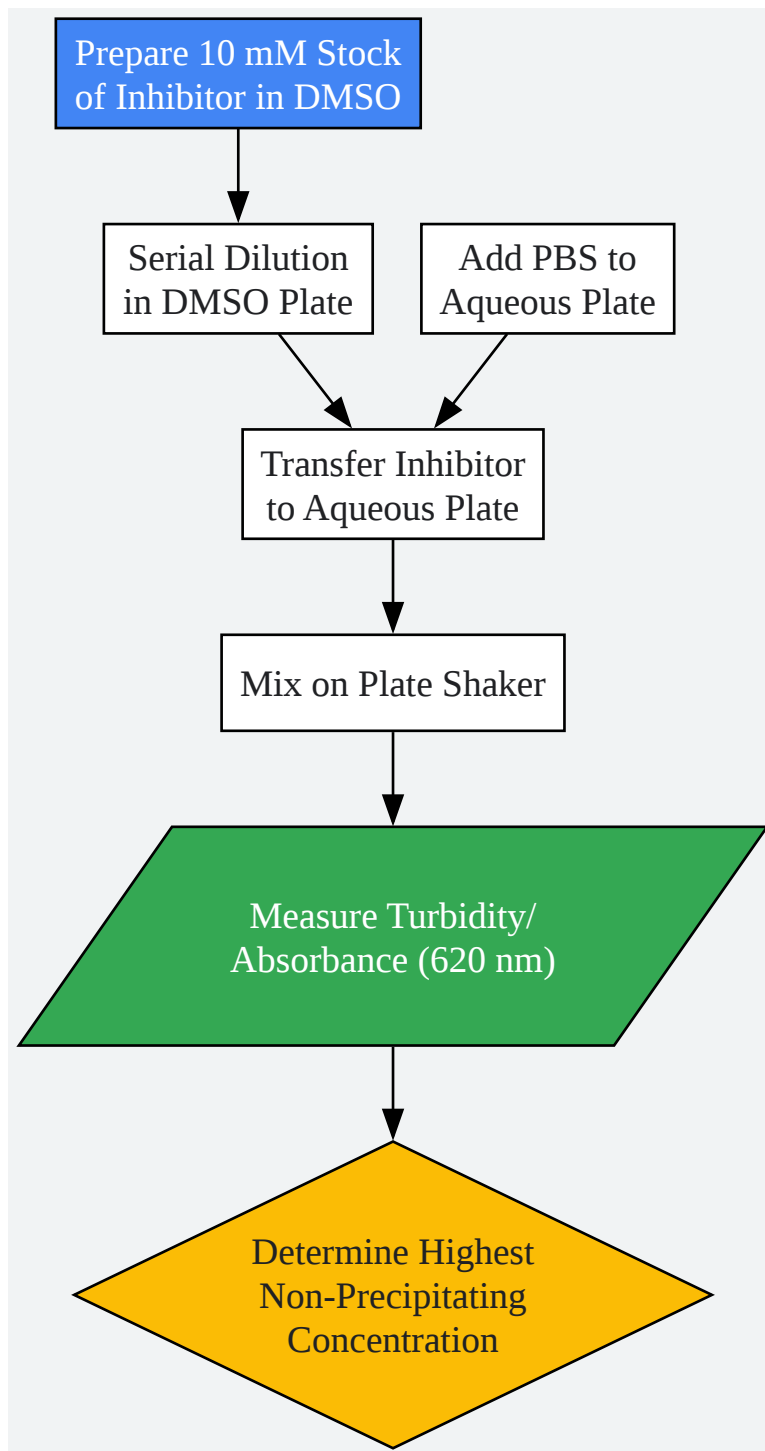 Prepare 10 mM Stock
of Inhibitor in DMSO
Serial Dilution
in DMSO Plate
Add PBS to
Aqueous Plate
Transfer Inhibitor
to Aqueous Plate
Mix on Plate Shaker
Measure Turbidity/
Absorbance (620 nm)
Determine Highest
Non-Precipitating
Concentration